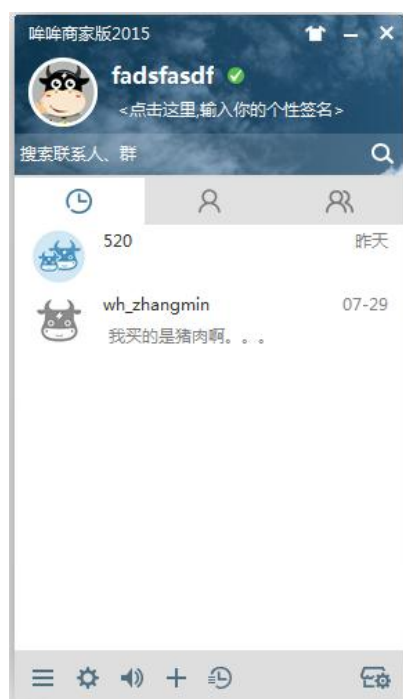 哞哞商家版2015
fadsfasdf
<点击这里,输入你的个性签名>
搜索联系人、群
520 昨天
wh_zhangmin 07-29
我买的是猪肉啊。。。